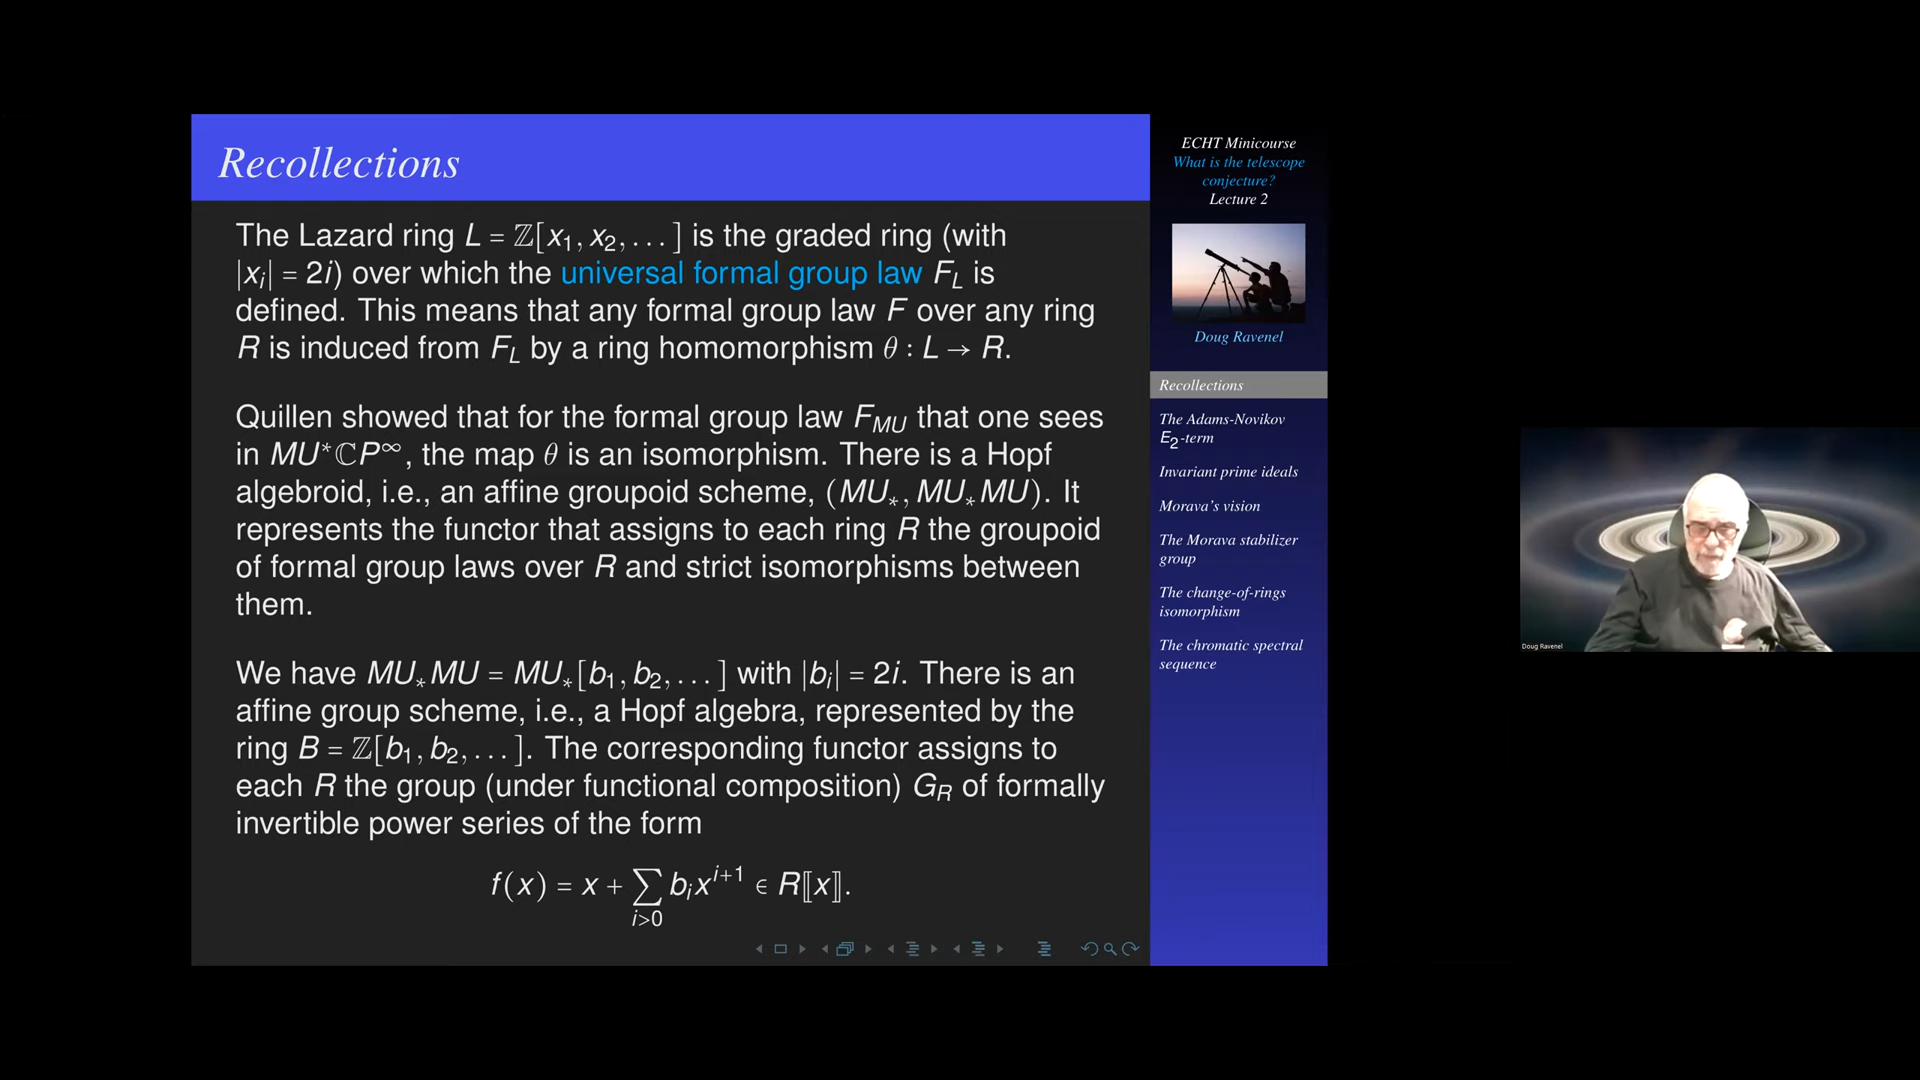 Recollections
The Lazard ring L = ℤ[x₁, x₂, . . . ] is the graded ring (with
|xᵢ| = 2i) over which the universal formal group law F_L is
defined. This means that any formal group law F over any ring
R is induced from F_L by a ring homomorphism θ : L → R.
Quillen showed that for the formal group law F_MU that one sees
in MU*ℂP^∞, the map θ is an isomorphism. There is a Hopf
algebroid, i.e., an affine groupoid scheme, (MU_*, MU_*MU). It
represents the functor that assigns to each ring R the groupoid
of formal group laws over R and strict isomorphisms between
them.
We have MU_*MU = MU_*[b₁, b₂, . . . ] with |bᵢ| = 2i. There is an
affine group scheme, i.e., a Hopf algebra, represented by the
ring B = ℤ[b₁, b₂, . . . ]. The corresponding functor assigns to
each R the group (under functional composition) G_R of formally
invertible power series of the form
f(x) = x + ∑_{i>0} bᵢx^{i+1} ∈ R⟦x⟧.
ECHT Minicourse
What is the telescope
conjecture?
Lecture 2
Doug Ravenel
Recollections
The Adams-Novikov
E₂-term
Invariant prime ideals
Morava's vision
The Morava stabilizer
group
The change-of-rings
isomorphism
The chromatic spectral
sequence
Doug Ravenel